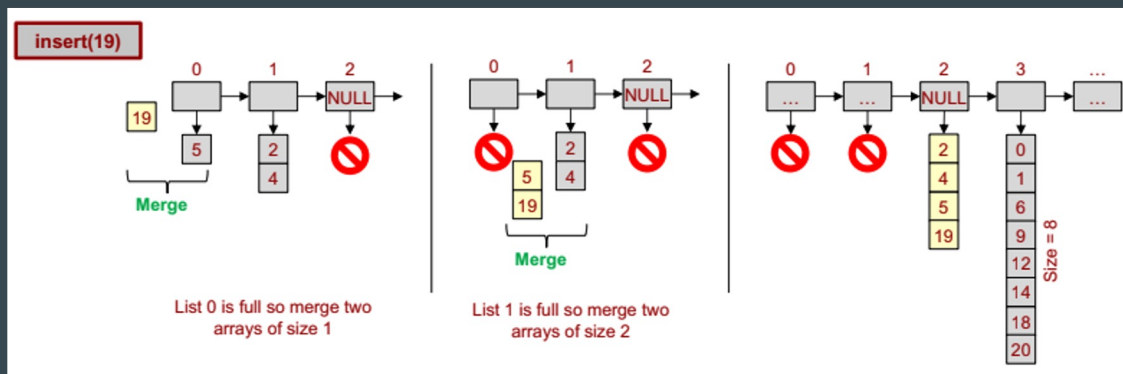 insert(19)
0 1 2
NULL
19
5
2
4
Merge
List 0 is full so merge two
arrays of size 1
0 1 2
NULL
2
4
5
19
Merge
List 1 is full so merge two
arrays of size 2
0 1 2 3 ...
... ... NULL ...
2
4
5
19
0
1
6
9
12
14
18
20
Size = 8